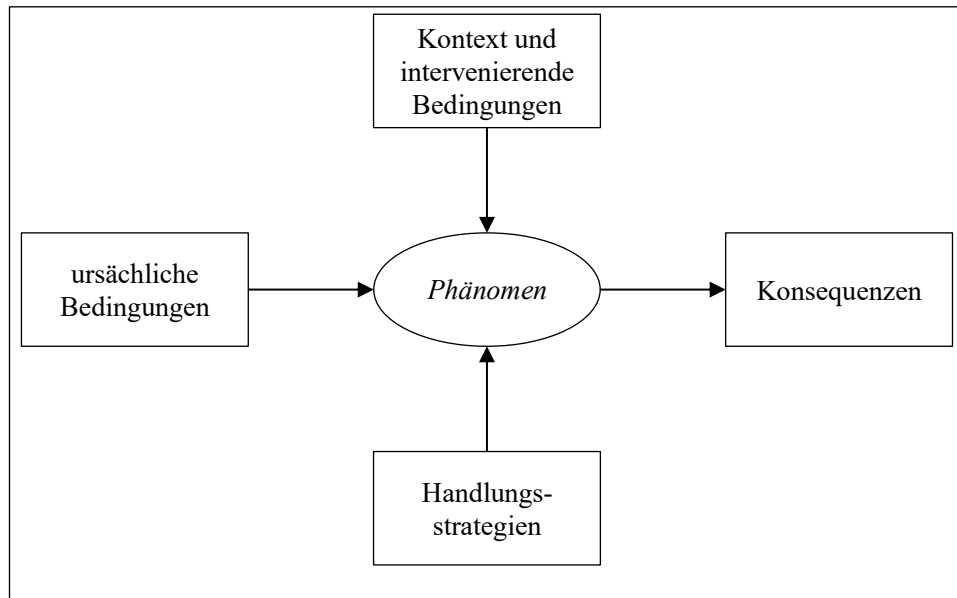 Kontext und
intervenierende
Bedingungen
ursächliche
Bedingungen
Phänomen
Konsequenzen
Handlungs-
strategien